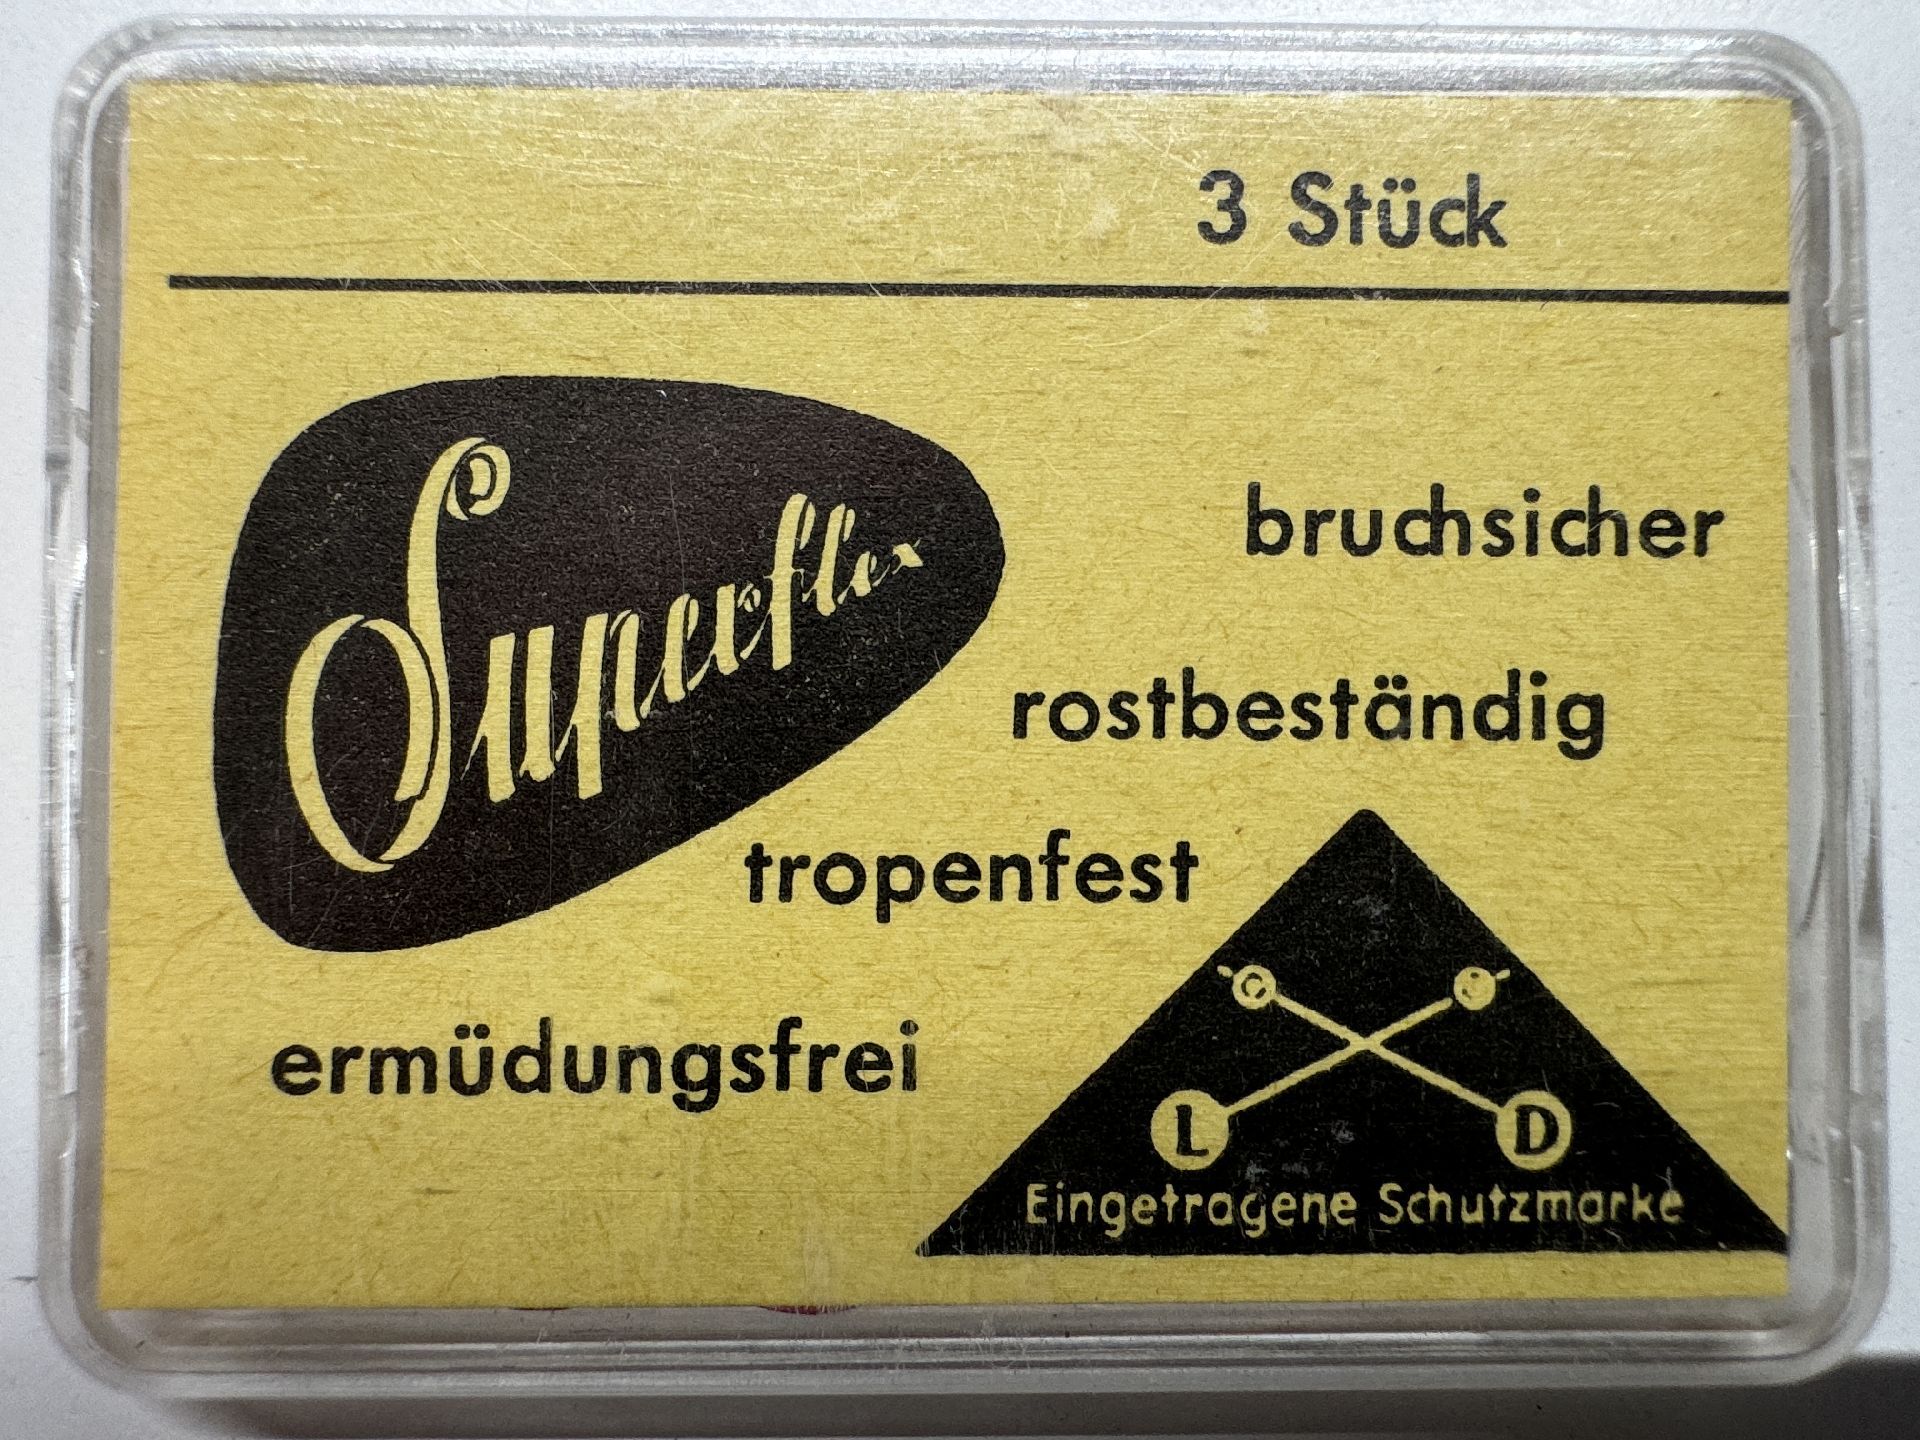 3 Stück
Superflex
bruchsicher
rostbeständig
tropenfest
ermüdungsfrei
L D
Eingetragene Schutzmarke